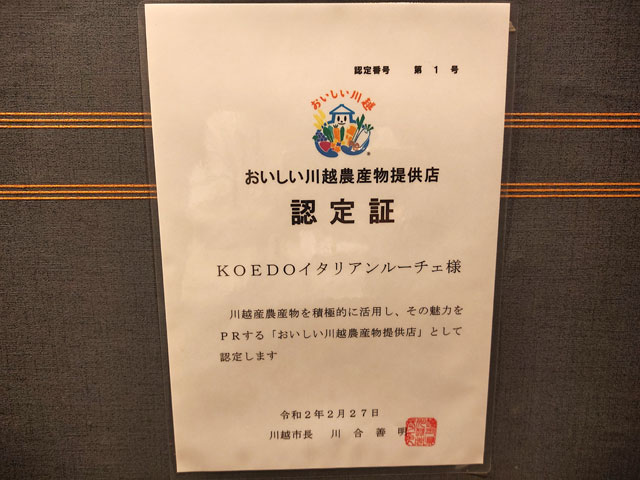 認定番号　第　１　号
おいしい川越
おいしい川越農産物提供店
認定証
ＫＯＥＤＯイタリアンルーチェ様
川越産農産物を積極的に活用し、その魅力を
ＰＲする「おいしい川越農産物提供店」として
認定します
令和２年２月２７日
川越市長　川　合　善　明